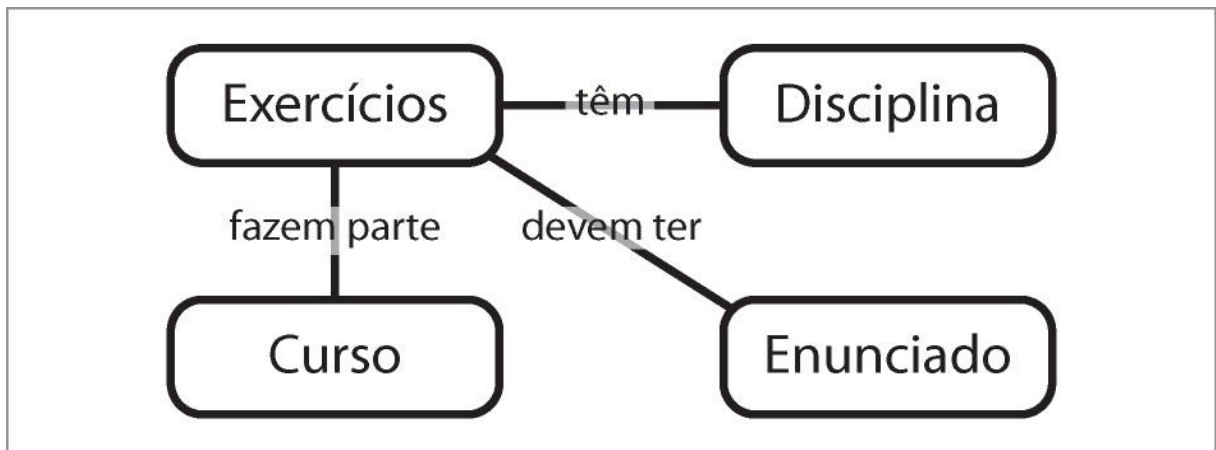 Exercícios
têm
Disciplina
fazem parte
devem ter
Curso
Enunciado